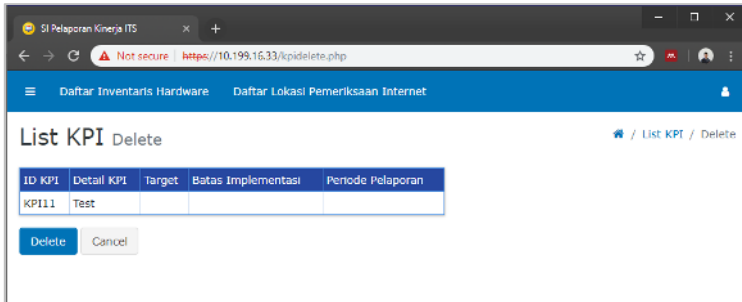 SI Pelaporan Kinerja ITS
Not secure | https://10.199.16.33/kpidelete.php
Daftar Inventaris Hardware Daftar Lokasi Pemeriksaan Internet
List KPI Delete
/ List KPI / Delete
ID KPI Detail KPI Target Batas Implementasi Periode Pelaporan
KPI11 Test
Delete Cancel